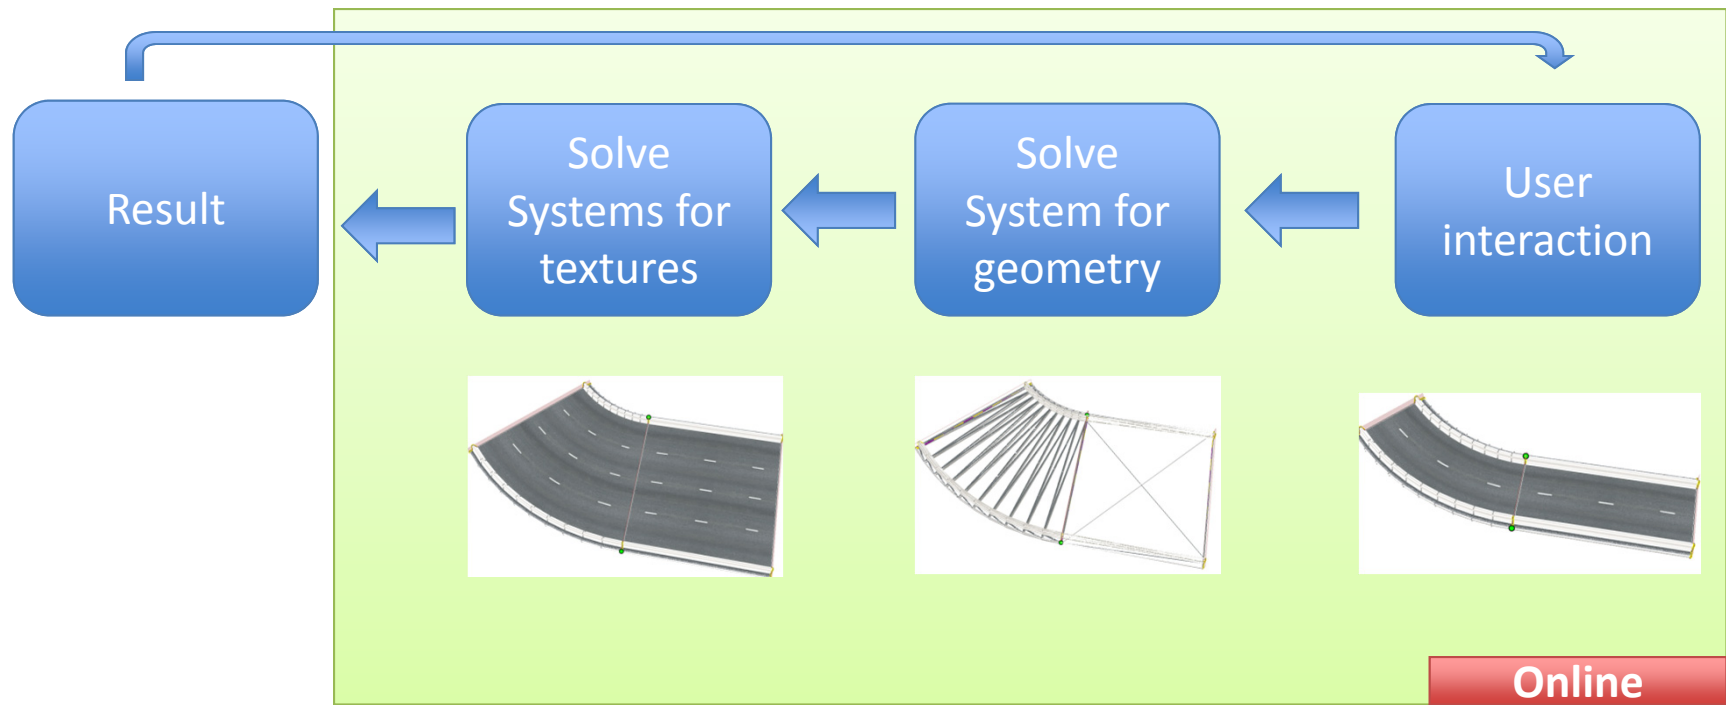 Result
Solve
Systems for
textures
Solve
System for
geometry
User
interaction
Online